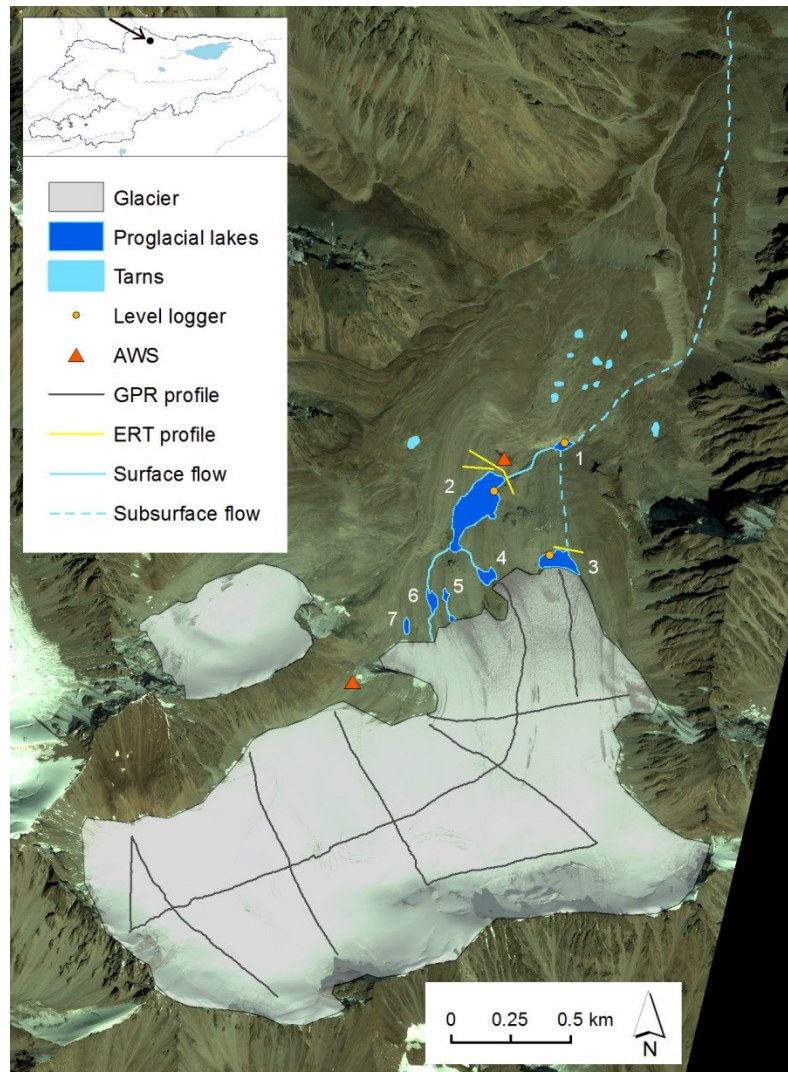 Glacier
Proglacial lakes
Tarns
Level logger
AWS
GPR profile
ERT profile
Surface flow
Subsurface flow
1
2
3
4
5
6
7
0 0.25 0.5 km
N